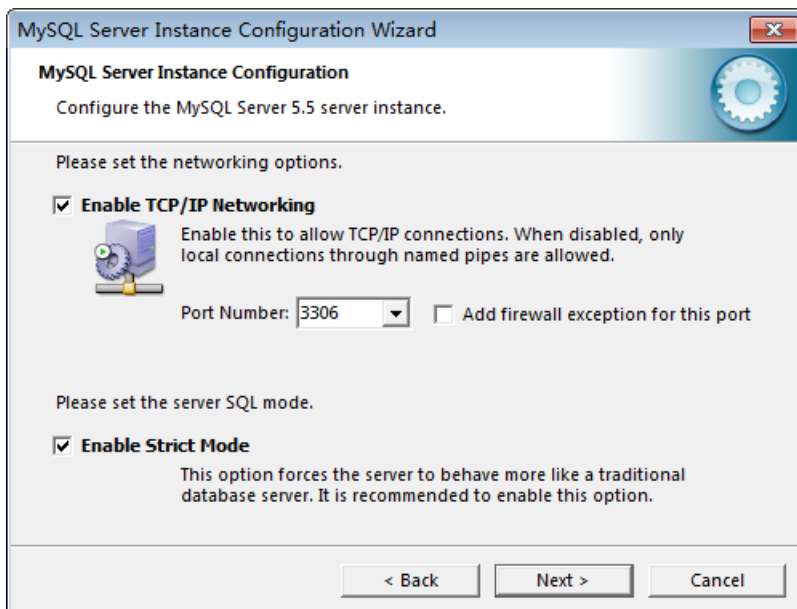 MySQL Server Instance Configuration Wizard
MySQL Server Instance Configuration
Configure the MySQL Server 5.5 server instance.
Please set the networking options.
Enable TCP/IP Networking
Enable this to allow TCP/IP connections. When disabled, only
local connections through named pipes are allowed.
Port Number: 3306 Add firewall exception for this port
Please set the server SQL mode.
Enable Strict Mode
This option forces the server to behave more like a traditional
database server. It is recommended to enable this option.
< Back Next > Cancel